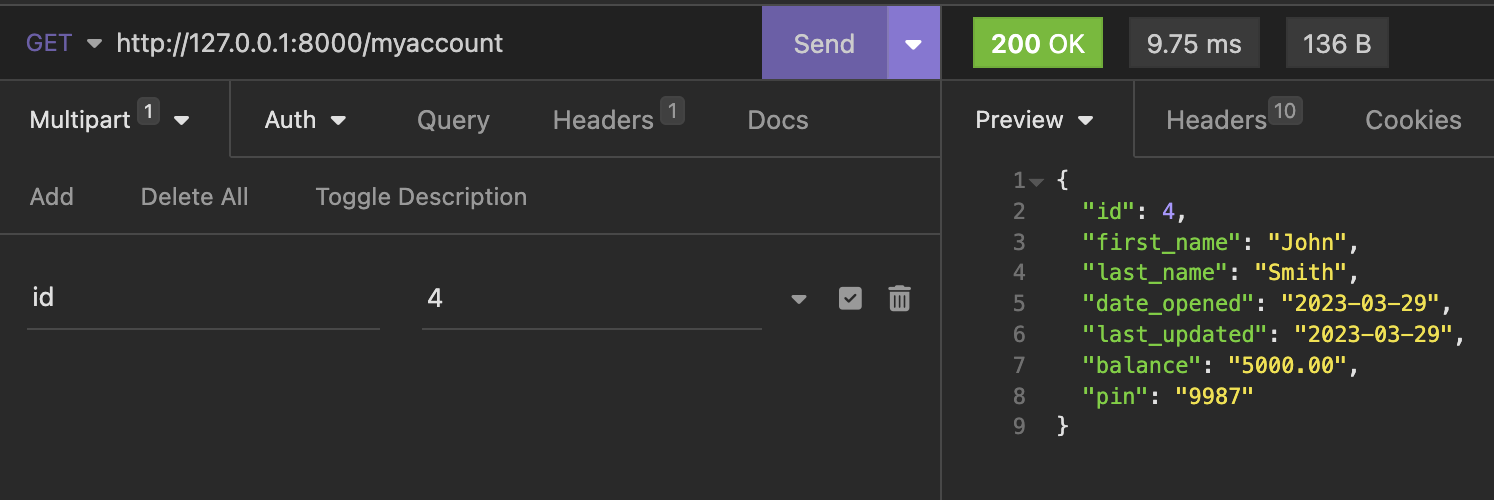 GET http://127.0.0.1:8000/myaccount Send 200 OK 9.75 ms 136 B
Multipart 1 Auth Query Headers 1 Docs Preview Headers 10 Cookies
Add Delete All Toggle Description
id 4
1 {
2 "id": 4,
3 "first_name": "John",
4 "last_name": "Smith",
5 "date_opened": "2023-03-29",
6 "last_updated": "2023-03-29",
7 "balance": "5000.00",
8 "pin": "9987"
9 }